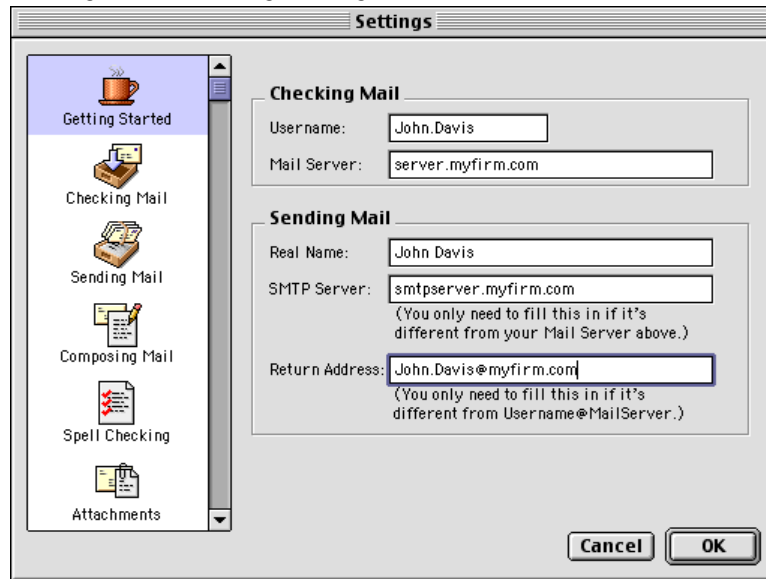 Settings
Getting Started
Checking Mail
Sending Mail
Composing Mail
Spell Checking
Attachments
Checking Mail
Username: John.Davis
Mail Server: server.myfirm.com
Sending Mail
Real Name: John Davis
SMTP Server: smtpserver.myfirm.com
(You only need to fill this in if it's
different from your Mail Server above.)
Return Address: John.Davis@myfirm.com
(You only need to fill this in if it's
different from Username@MailServer.)
Cancel OK